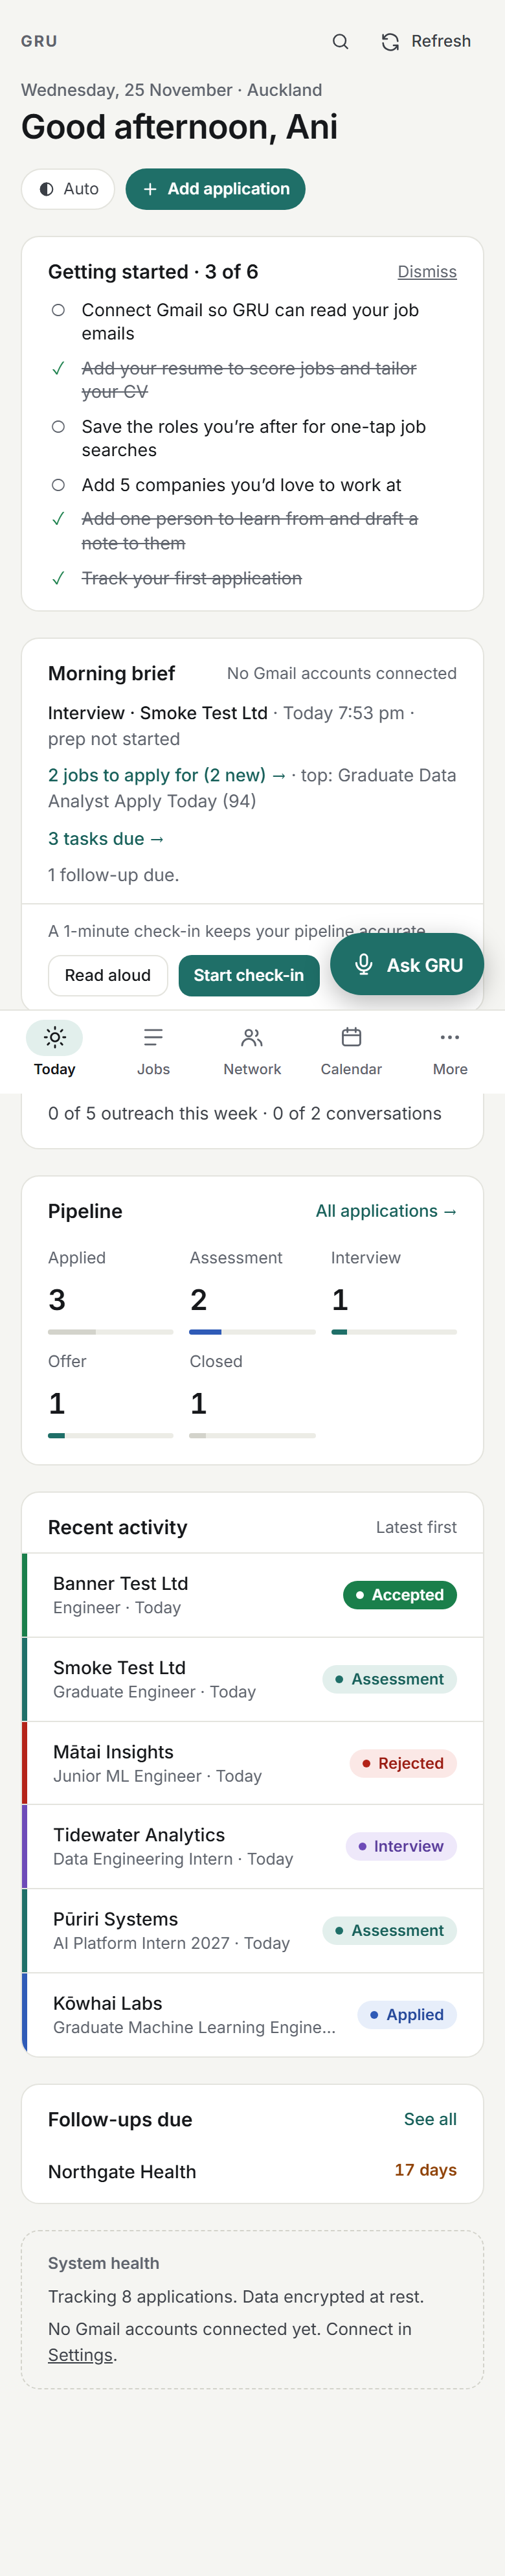 GRU
Refresh
Wednesday, 25 November · Auckland
Good afternoon, Ani
Auto
Add application
Getting started · 3 of 6
Dismiss
Connect Gmail so GRU can read your job
emails
Add your resume to score jobs and tailor
your CV
Save the roles you’re after for one-tap job
searches
Add 5 companies you’d love to work at
Add one person to learn from and draft a
note to them
Track your first application
Morning brief
No Gmail accounts connected
Interview · Smoke Test Ltd · Today 7:53 pm ·
prep not started
2 jobs to apply for (2 new) → · top: Graduate Data
Analyst Apply Today (94)
3 tasks due →
1 follow-up due.
A 1-minute check-in keeps your pipeline accurate
Read aloud
Start check-in
Ask GRU
Today
Jobs
Network
Calendar
More
0 of 5 outreach this week · 0 of 2 conversations
Pipeline
All applications →
Applied
Assessment
Interview
3
2
1
Offer
Closed
1
1
Recent activity
Latest first
Banner Test Ltd
Engineer · Today
Accepted
Smoke Test Ltd
Graduate Engineer · Today
Assessment
Mātai Insights
Junior ML Engineer · Today
Rejected
Tidewater Analytics
Data Engineering Intern · Today
Interview
Pūriri Systems
AI Platform Intern 2027 · Today
Assessment
Kōwhai Labs
Graduate Machine Learning Engine...
Applied
Follow-ups due
See all
Northgate Health
17 days
System health
Tracking 8 applications. Data encrypted at rest.
No Gmail accounts connected yet. Connect in
Settings.